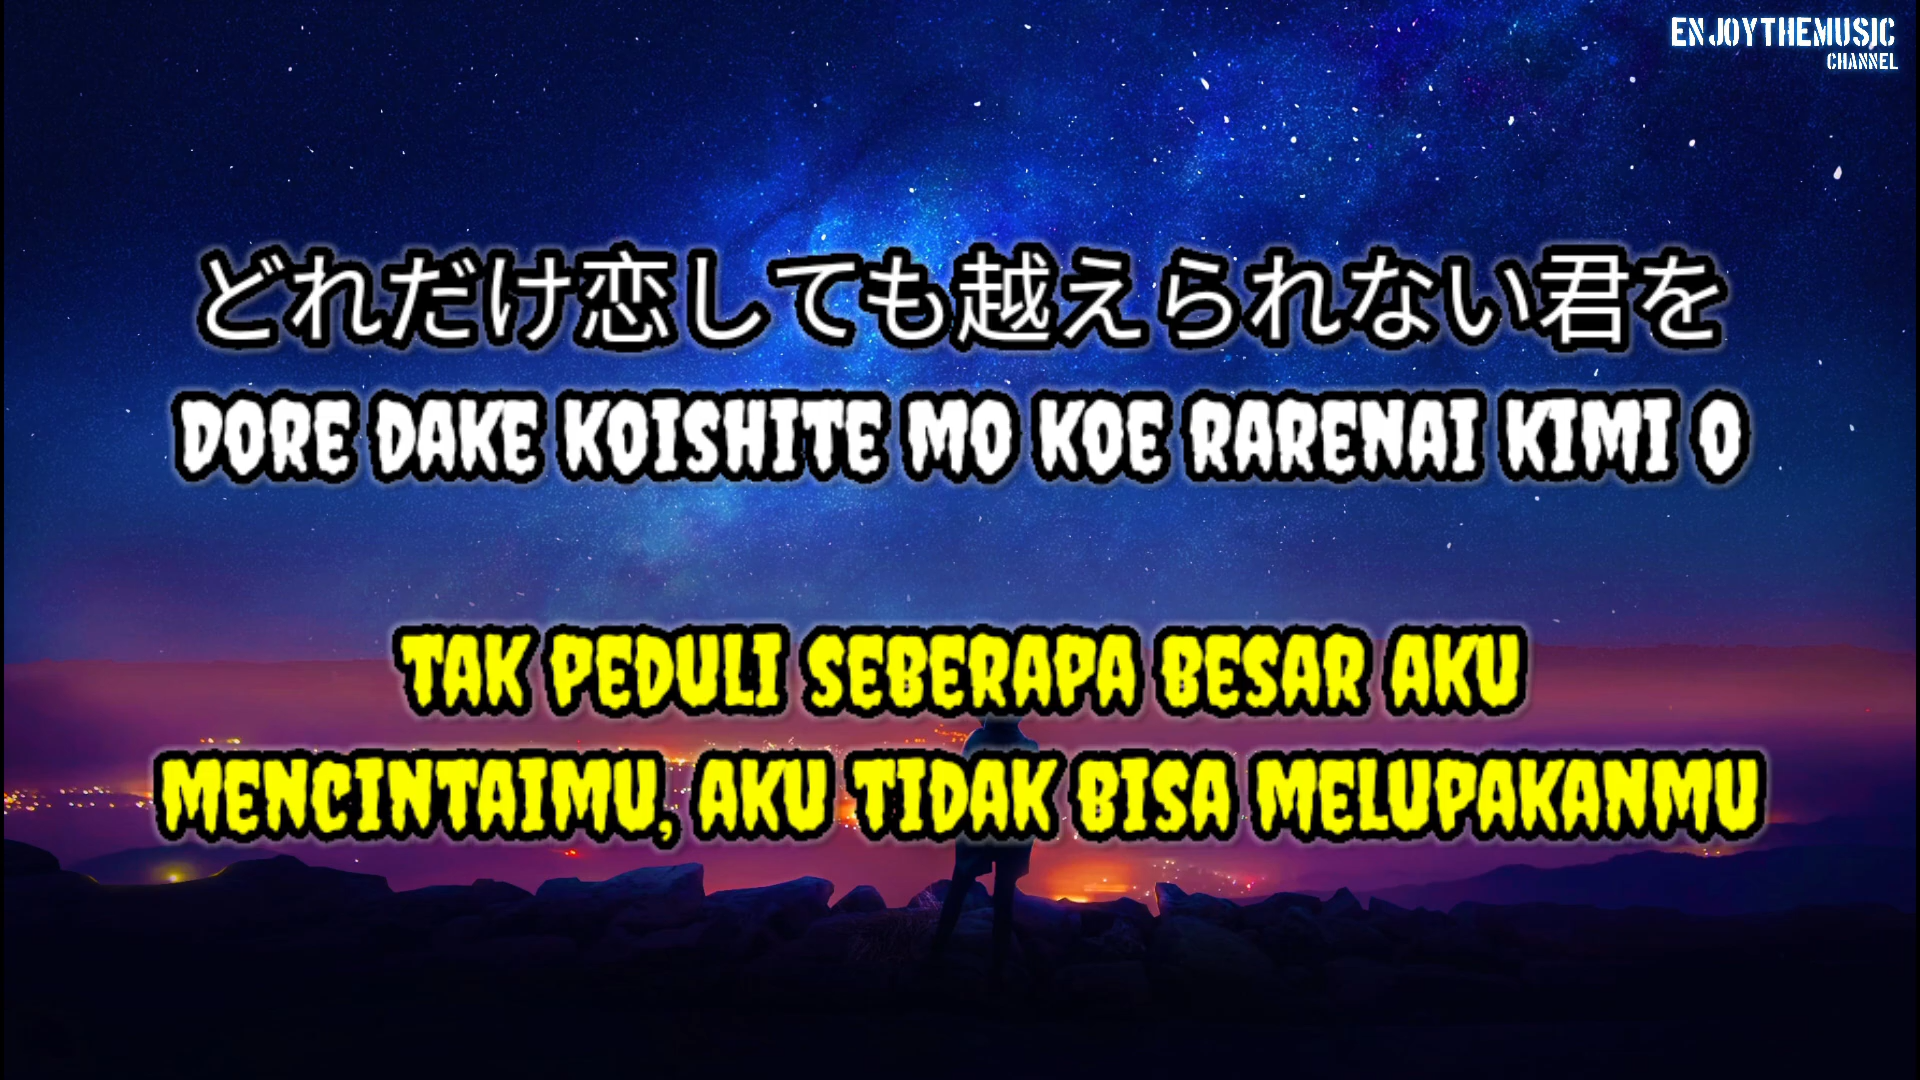 ENJOYTHEMUSIC
CHANNEL
どれだけ恋しても越えられない君を
DORE DAKE KOISHITE MO KOE RARENAI KIMI O
TAK PEDULI SEBERAPA BESAR AKU
MENCINTAIMU, AKU TIDAK BISA MELUPAKANMU